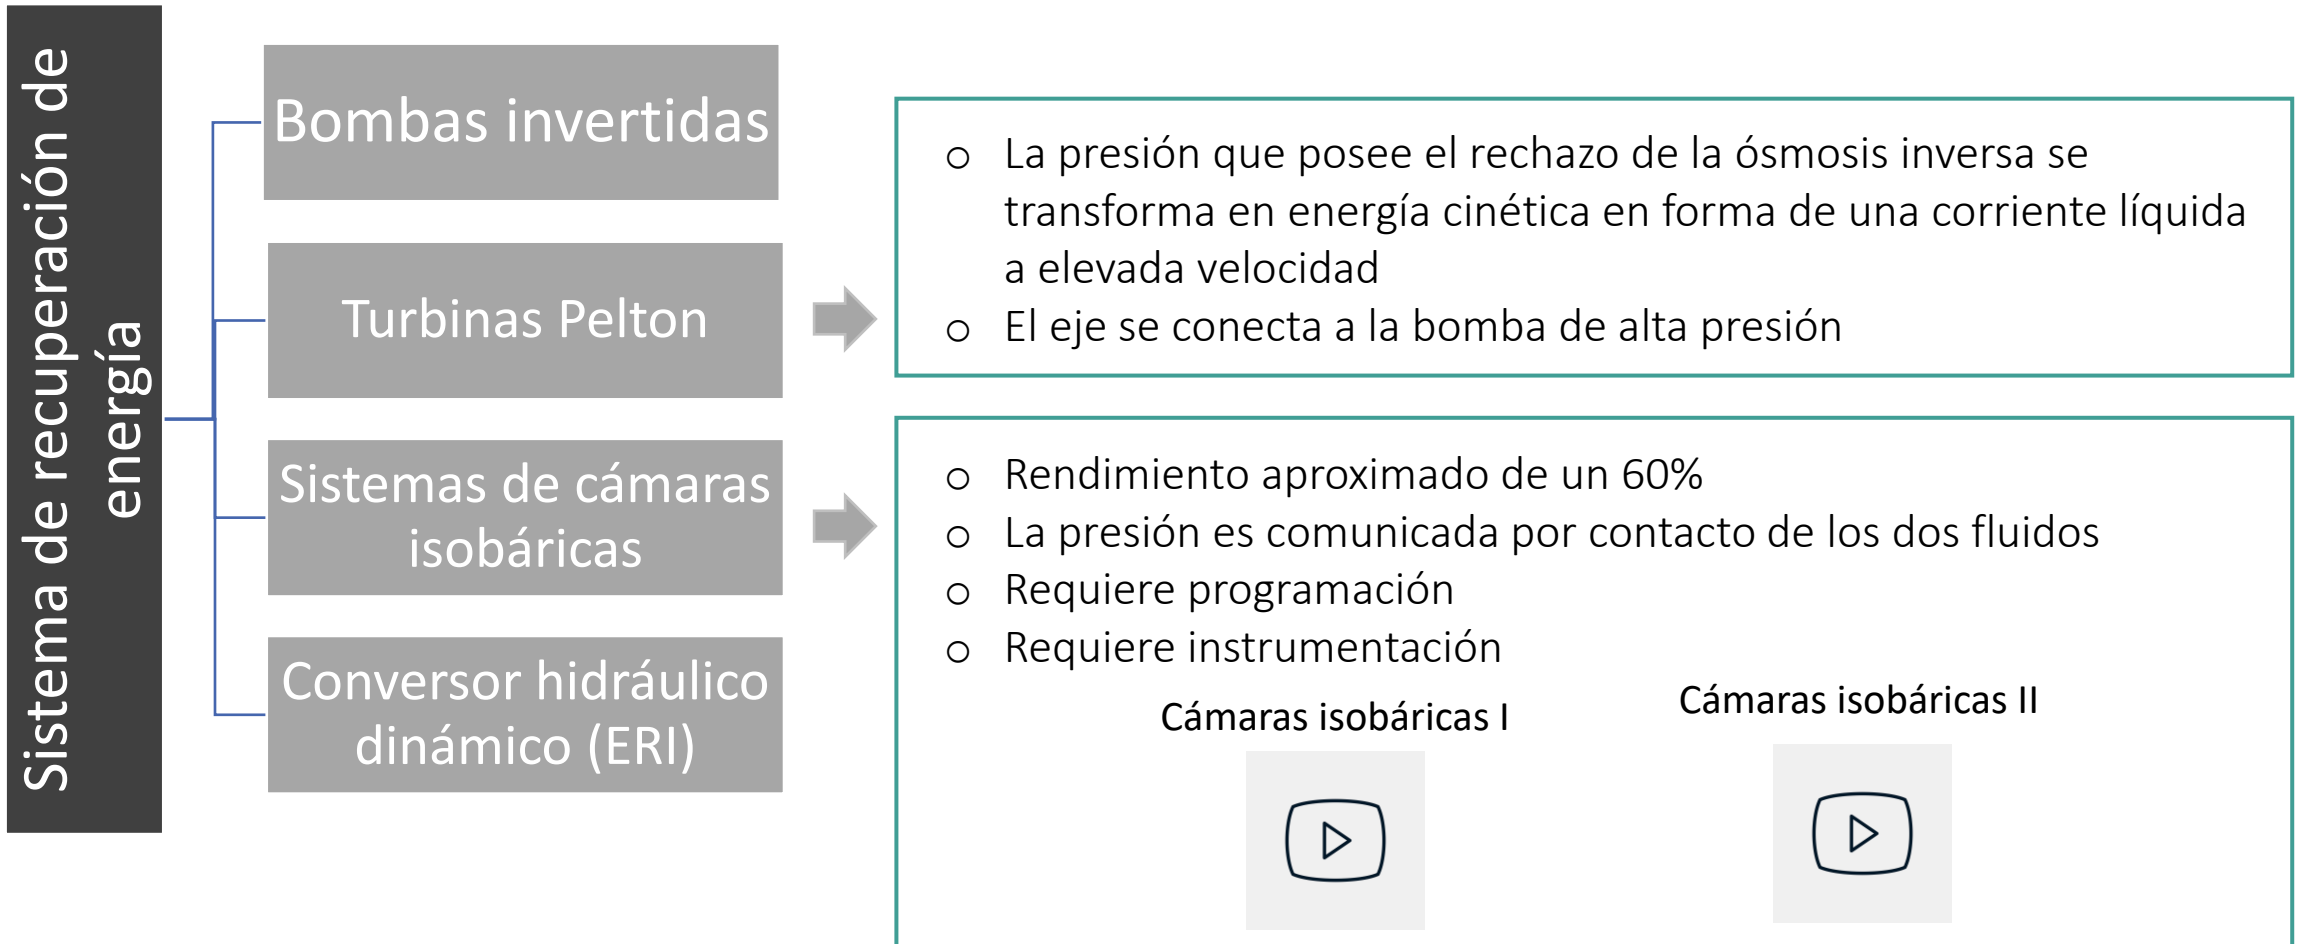 Sistema de recuperación de
energía
Bombas invertidas
Turbinas Pelton
Sistemas de cámaras
isobáricas
Conversor hidráulico
dinámico (ERI)
o La presión que posee el rechazo de la ósmosis inversa se
transforma en energía cinética en forma de una corriente líquida
a elevada velocidad
o El eje se conecta a la bomba de alta presión
o Rendimiento aproximado de un 60%
o La presión es comunicada por contacto de los dos fluidos
o Requiere programación
o Requiere instrumentación
Cámaras isobáricas I
Cámaras isobáricas II